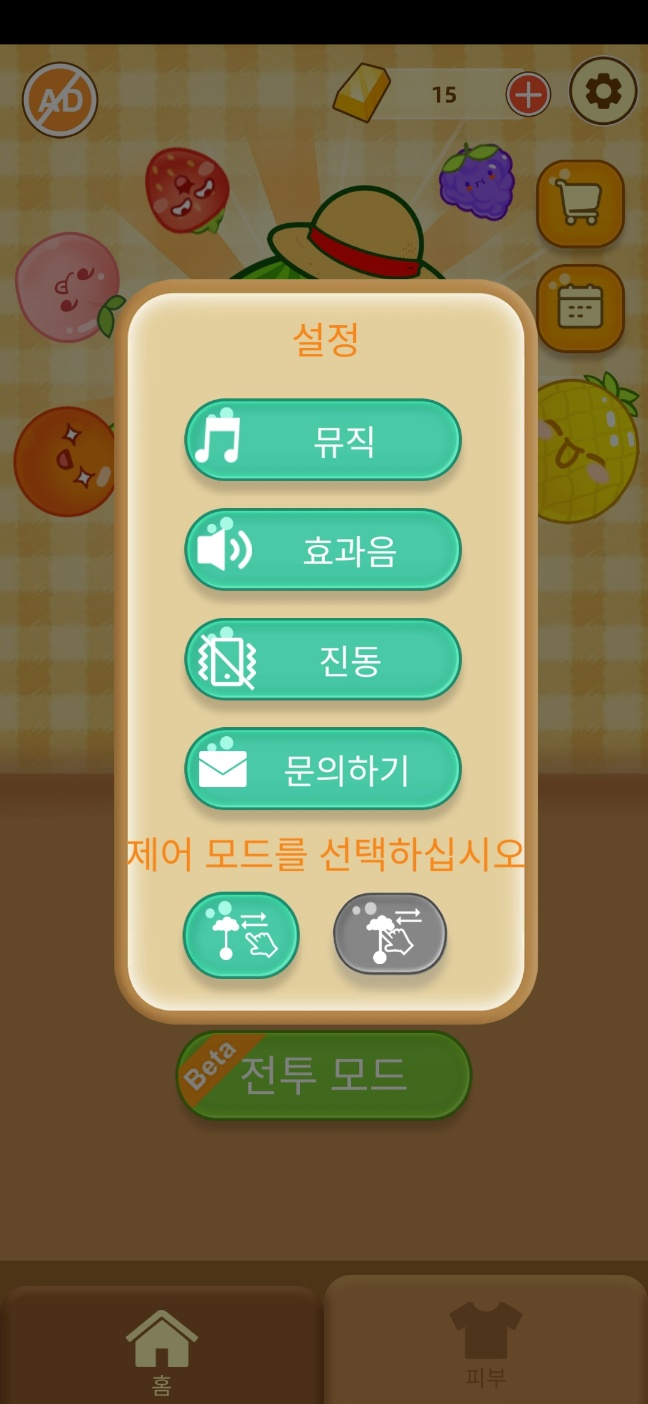 AD
15
설정
뮤직
효과음
진동
문의하기
제어 모드를 선택하십시오
Beta
전투 모드
홈
피부